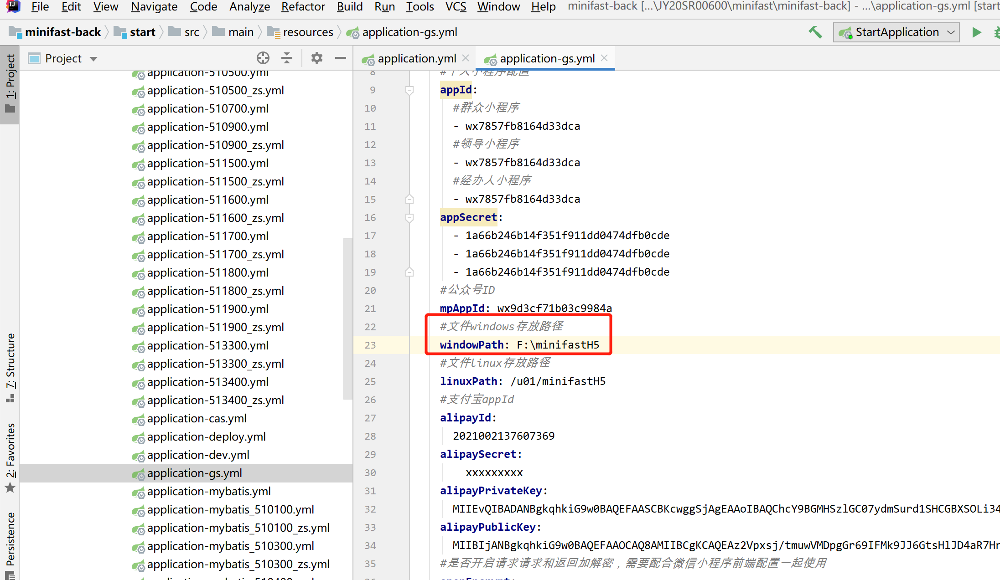 File Edit View Navigate Code Analyze Refactor Build Run Tools VCS Window Help minifast-back [...\JY20SR00600\minifast\minifast-back] - ...\application-gs.yml [start
minifast-back start src main resources application-gs.yml StartApplication
Project application.yml application-gs.yml
1: Project
7: Structure
2: Favorites
Persistence
application-510500.yml
application-510500_zs.yml
application-510700.yml
application-510900.yml
application-510900_zs.yml
application-511500.yml
application-511500_zs.yml
application-511600.yml
application-511600_zs.yml
application-511700.yml
application-511700_zs.yml
application-511800.yml
application-511800_zs.yml
application-511900.yml
application-511900_zs.yml
application-513300.yml
application-513300_zs.yml
application-513400.yml
application-513400_zs.yml
application-cas.yml
application-deploy.yml
application-dev.yml
application-gs.yml
application-mybatis.yml
application-mybatis_510100.yml
application-mybatis_510100_zs.yml
application-mybatis_510300.yml
application-mybatis_510300_zs.yml
8 #个人小程序配置
9 appId:
10 #群众小程序
11 - wx7857fb8164d33dca
12 #领导小程序
13 - wx7857fb8164d33dca
14 #经办人小程序
15 - wx7857fb8164d33dca
16 appSecret:
17 - 1a66b246b14f351f911dd0474dfb0cde
18 - 1a66b246b14f351f911dd0474dfb0cde
19 - 1a66b246b14f351f911dd0474dfb0cde
20 #公众号ID
21 mpAppId: wx9d3cf71b03c9984a
22 #文件windows存放路径
23 windowPath: F:\minifastH5
24 #文件linux存放路径
25 linuxPath: /u01/minifastH5
26 #支付宝appId
27 alipayId:
28 2021002137607369
29 alipaySecret:
30 xxxxxxxxx
31 alipayPrivateKey:
32 MIIEvQIBADANBgkqhkiG9w0BAQEFAASCBKcwggSjAgEAAoIBAQChcY9BGMHSzlGC07ydmSurd1SHCGBXSOLi34
33 alipayPublicKey:
34 MIIBIjANBgkqhkiG9w0BAQEFAAOCAQ8AMIIBCgKCAQEAz2Vpxsj/tmuwVMDpgGr69IFMk9JJ6GtsHlJD4aR7Hr
35 #是否开启请求请求和返回加解密，需要配合微信小程序前端配置一起使用